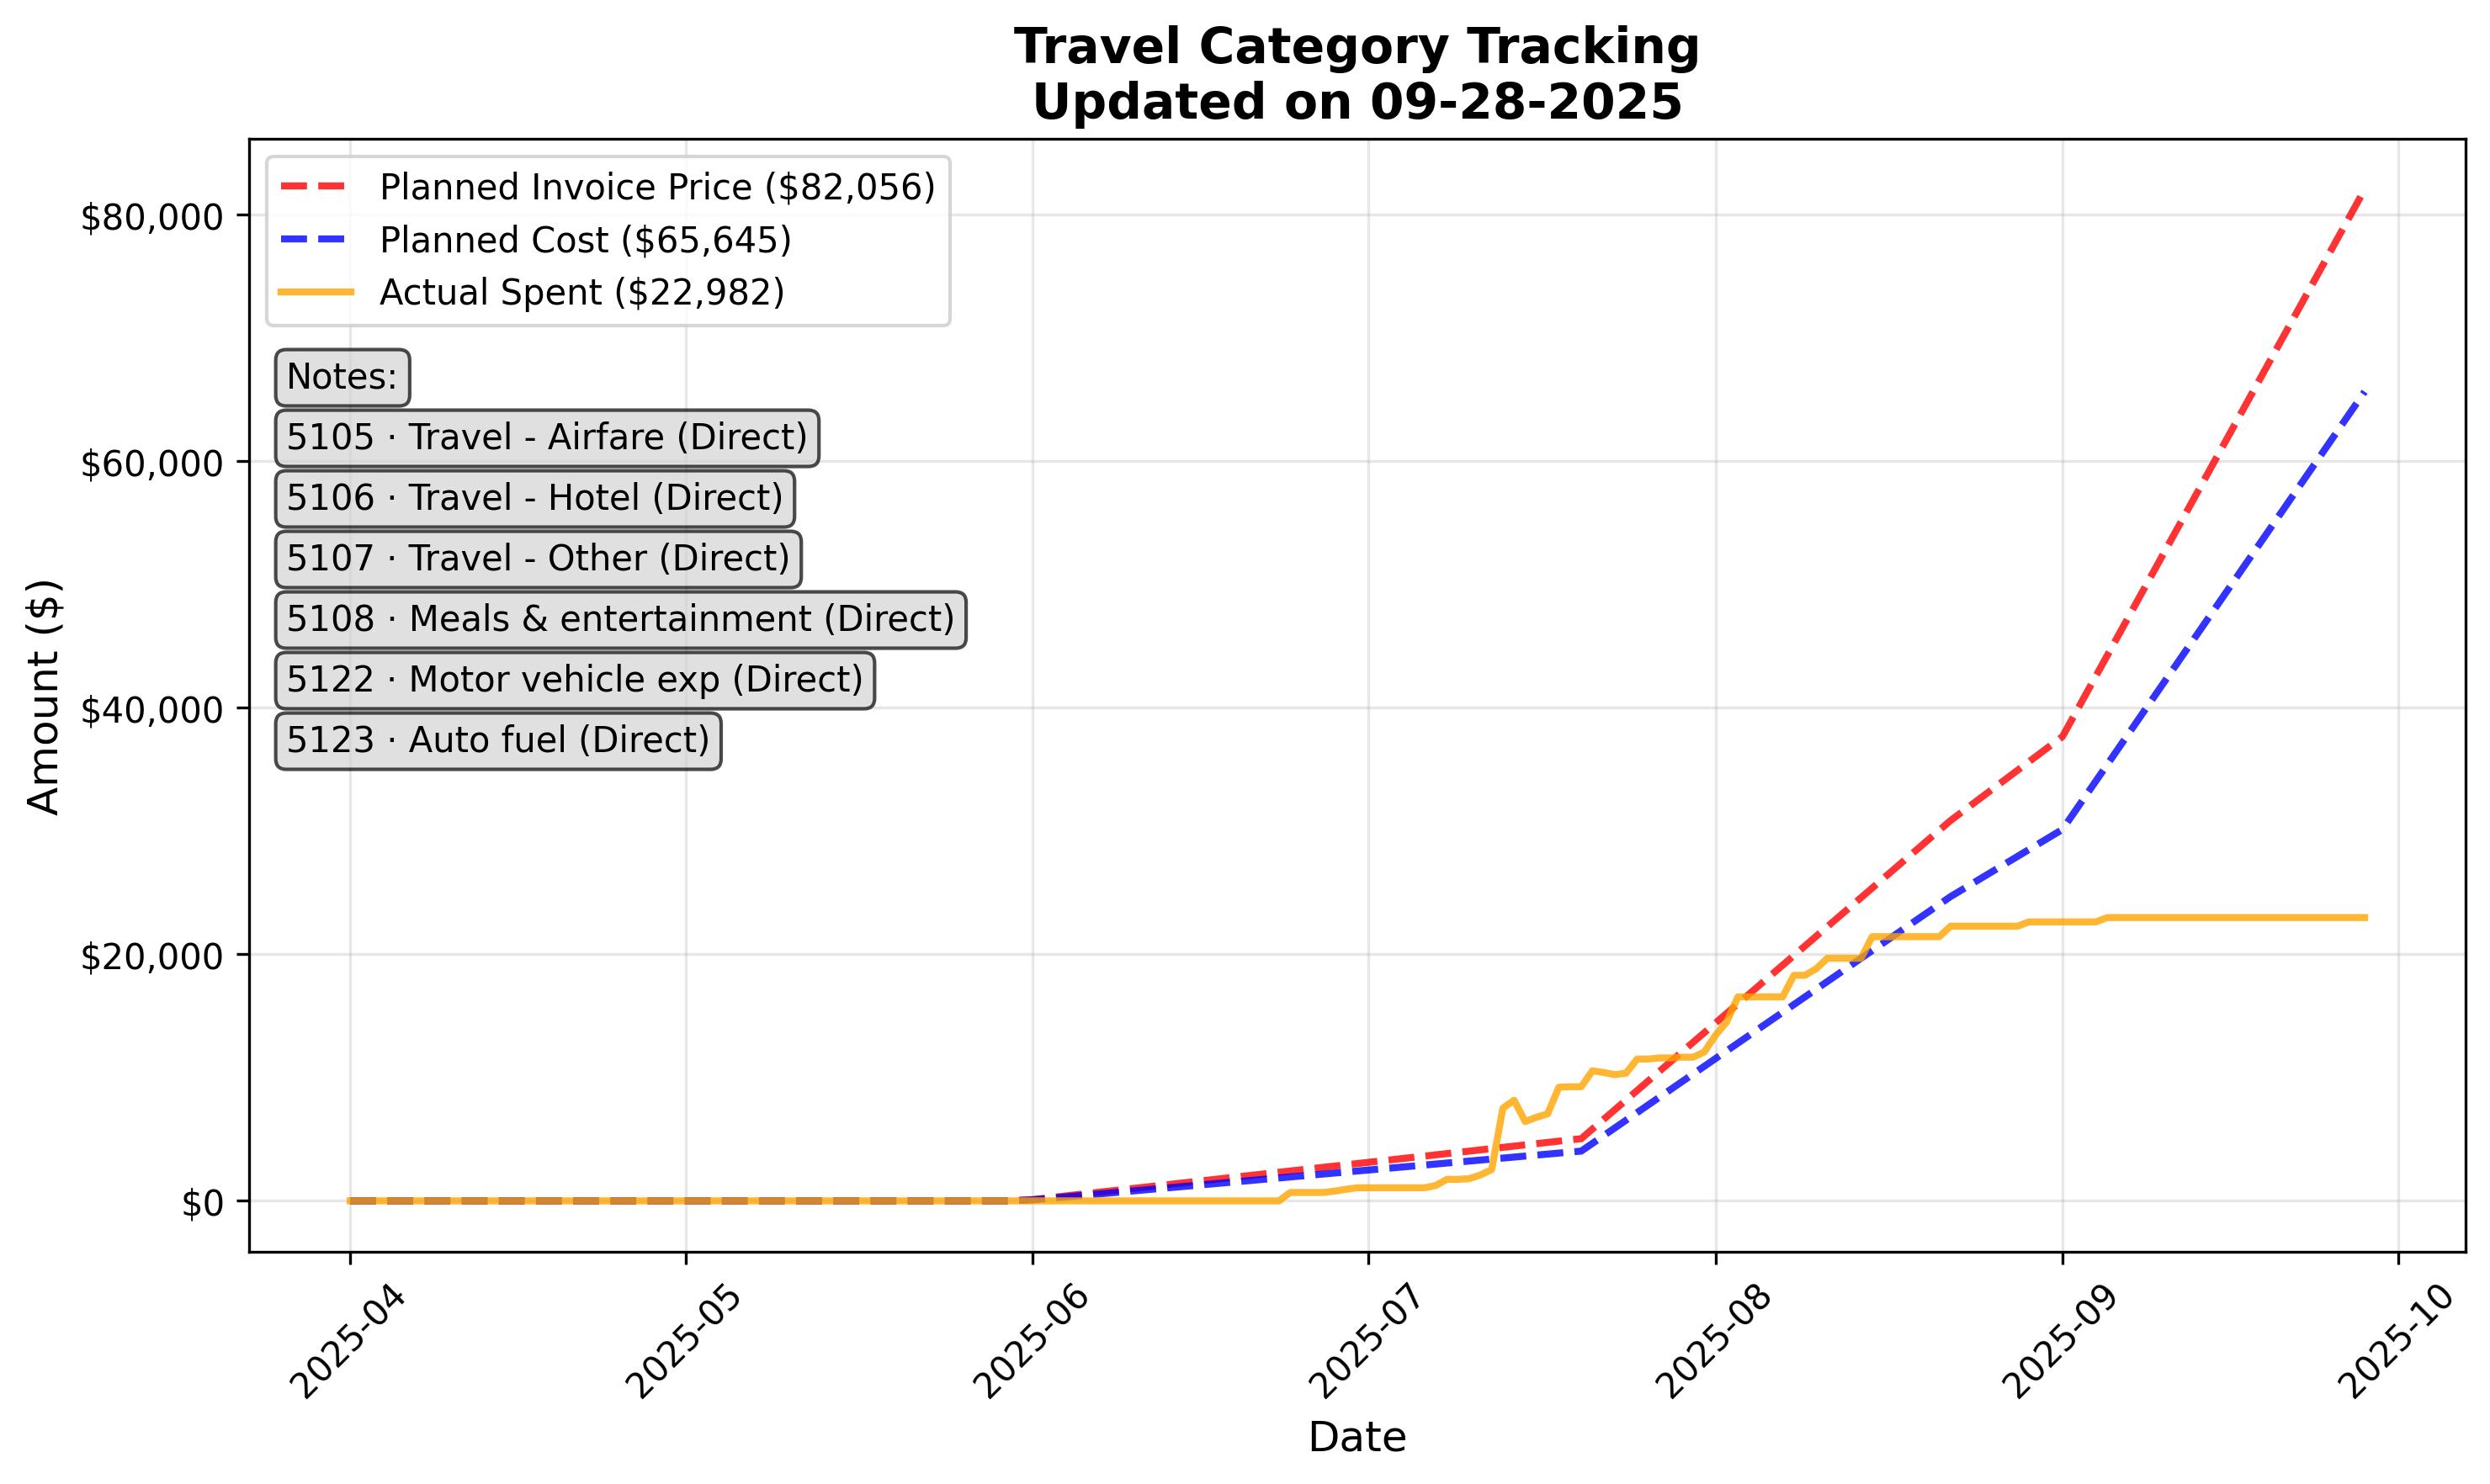 Travel Category Tracking
Updated on 09-28-2025
Planned Invoice Price ($82,056)
Planned Cost ($65,645)
Actual Spent ($22,982)
Notes:
5105 · Travel - Airfare (Direct)
5106 · Travel - Hotel (Direct)
5107 · Travel - Other (Direct)
5108 · Meals & entertainment (Direct)
5122 · Motor vehicle exp (Direct)
5123 · Auto fuel (Direct)
Amount ($)
$80,000
$60,000
$40,000
$20,000
$0
2025-04
2025-05
2025-06
2025-07
2025-08
2025-09
2025-10
Date